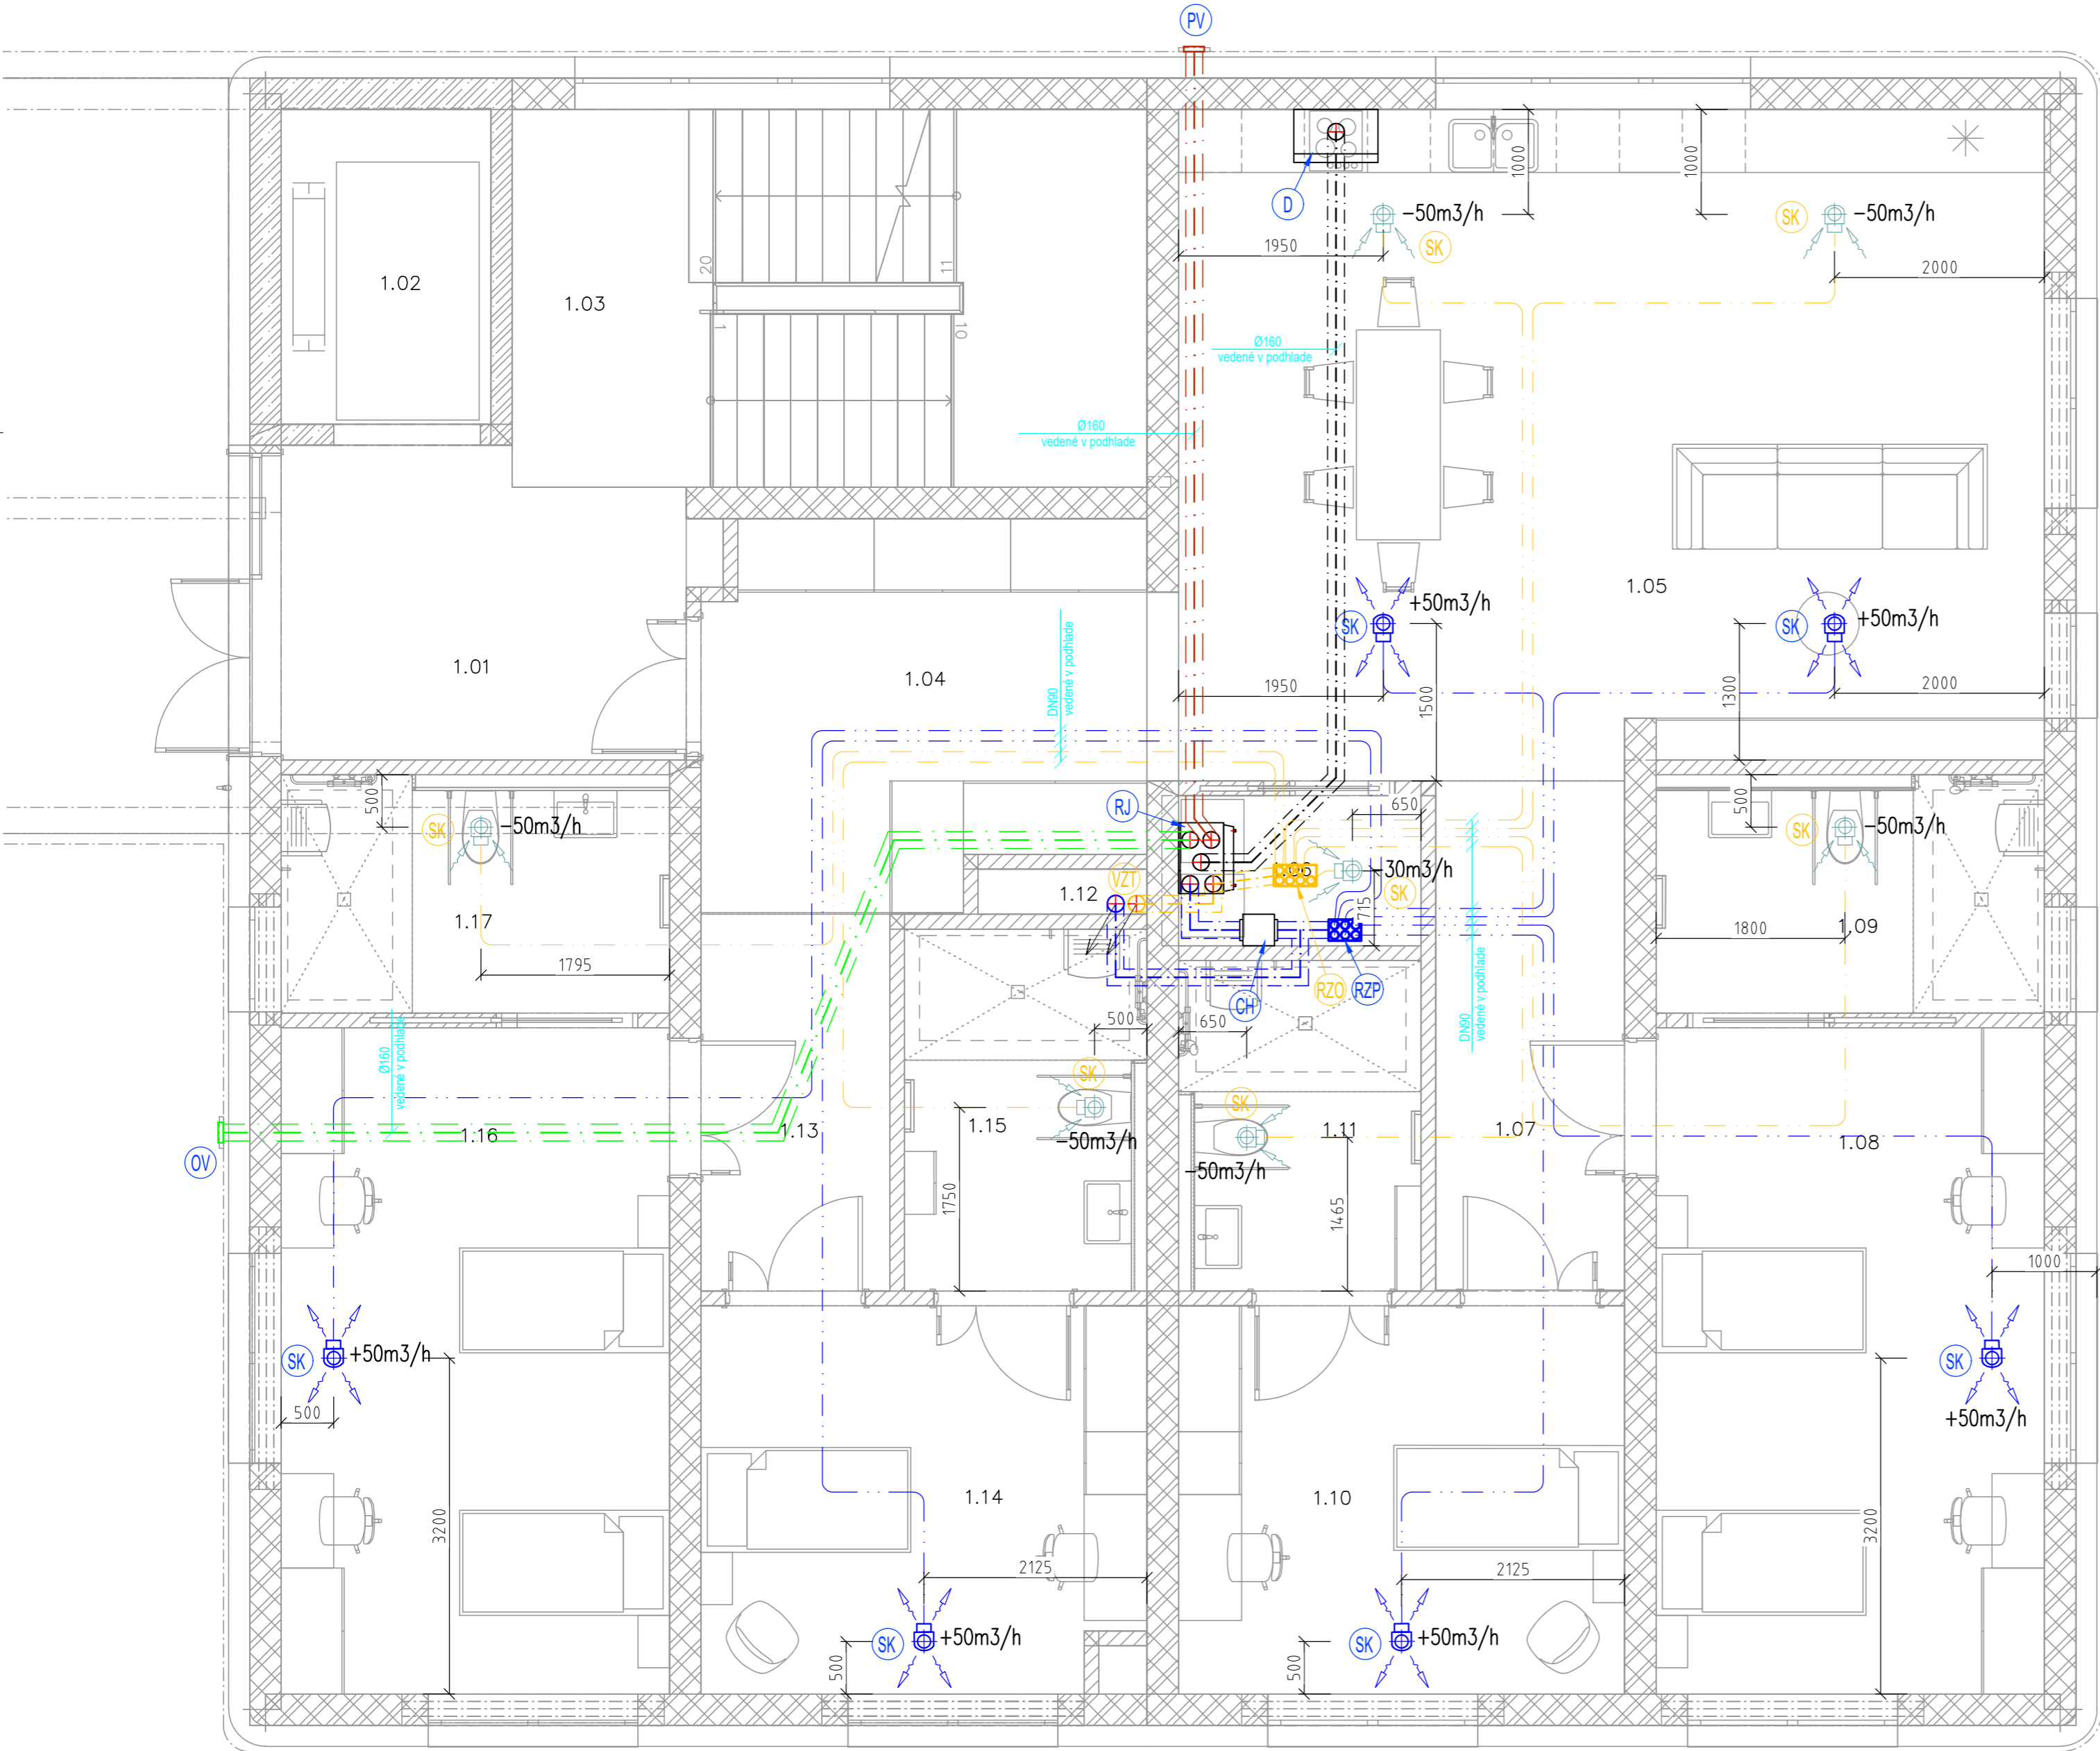 PV
D
-50m3/h
SK
SK
-50m3/h
1000
1000
1950
2000
1.02
1.03
20
11
1
10
Ø160
vedené v podhlade
Ø160
vedené v podhlade
1.05
SK
+50m3/h
SK
+50m3/h
1950
1500
1300
2000
1.01
1.04
DN90
vedené v podhlade
500
SK
-50m3/h
1.17
1795
RJ
650
VZT
1.12
-30m3/h
SK
715
CH
RZO
RZP
DN90
vedené v podhlade
500
SK
-50m3/h
1800
1.09
Ø160
vedené v podhlade
500
650
SK
SK
OV
1.16
1.13
1.15
-50m3/h
1.11
-50m3/h
1.07
1.08
1750
1465
1000
SK
+50m3/h
500
3200
SK
+50m3/h
3200
1.14
1.10
2125
2125
SK
+50m3/h
500
SK
+50m3/h
500